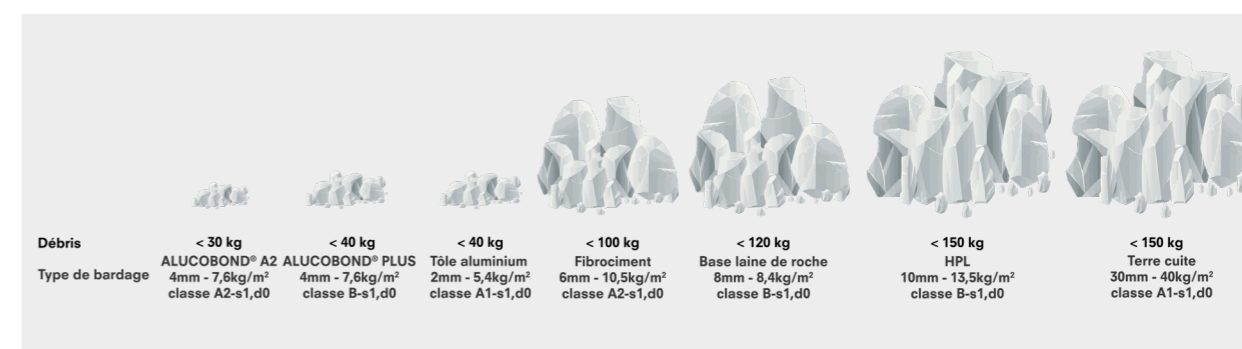 Débris < 30 kg < 40 kg < 40 kg < 100 kg < 120 kg < 150 kg < 150 kg
ALUCOBOND® A2 ALUCOBOND® PLUS Tôle aluminium Fibrociment Base laine de roche HPL Terre cuite
Type de bardage 4mm - 7,6kg/m² 4mm - 7,6kg/m² 2mm - 5,4kg/m² 6mm - 10,5kg/m² 8mm - 8,4kg/m² 10mm - 13,5kg/m² 30mm - 40kg/m²
classe A2-s1,d0 classe B-s1,d0 classe A1-s1,d0 classe A2-s1,d0 classe B-s1,d0 classe B-s1,d0 classe A1-s1,d0